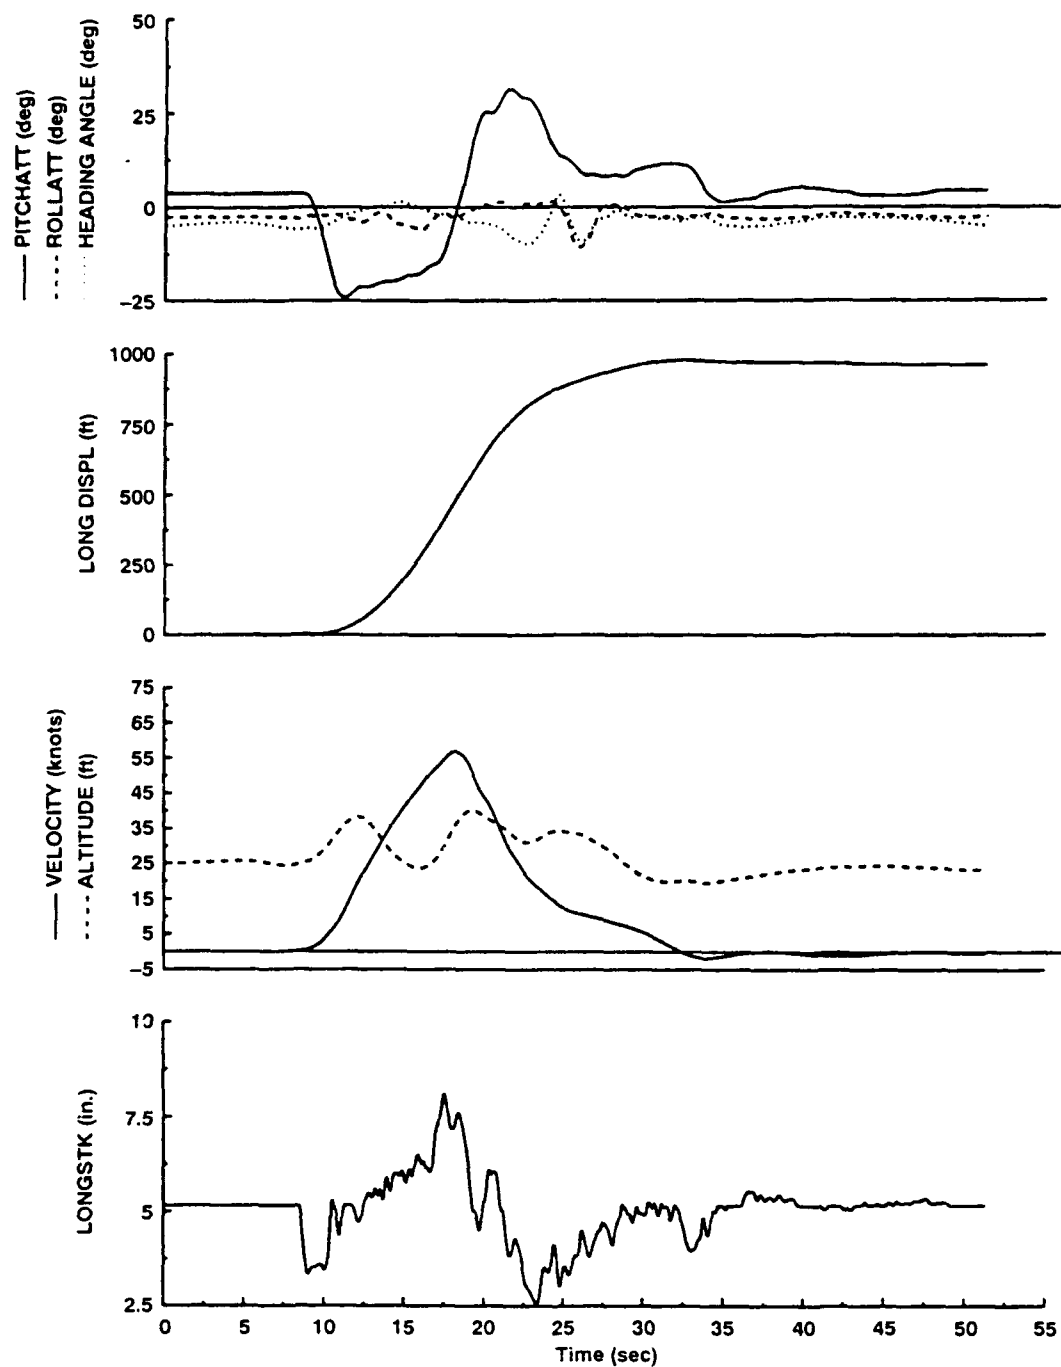 PITCHATT (deg)
ROLLATT (deg)
HEADING ANGLE (deg)
50
25
0
-25
LONG DISPL (ft)
1000
750
500
250
0
VELOCITY (knots)
ALTITUDE (ft)
75
65
55
45
35
25
15
5
-5
LONGSTK (in.)
10
7.5
5
2.5
0 5 10 15 20 25 30 35 40 45 50 55
Time (sec)